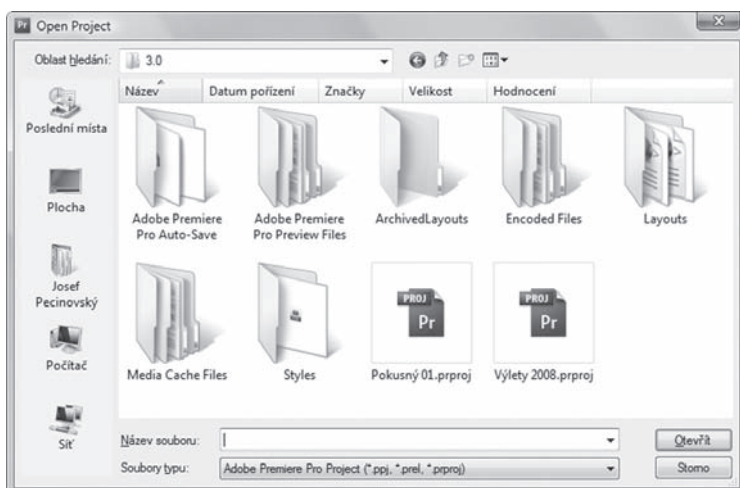 Pr Open Project
Oblast hledání: 3.0
Název Datum pořízení Značky Velikost Hodnocení
Poslední místa
Plocha
Josef
Pecinovský
Počítač
Síť
Adobe Premiere
Pro Auto-Save
Adobe Premiere
Pro Preview Files
ArchivedLayouts
Encoded Files
Layouts
Media Cache Files
Styles
PROJ
Pr
Pokusný 01.prproj
PROJ
Pr
Výlety 2008.prproj
Název souboru:
Otevřít
Soubory typu: Adobe Premiere Pro Project (*.ppj, *.prel, *.prproj)
Storno